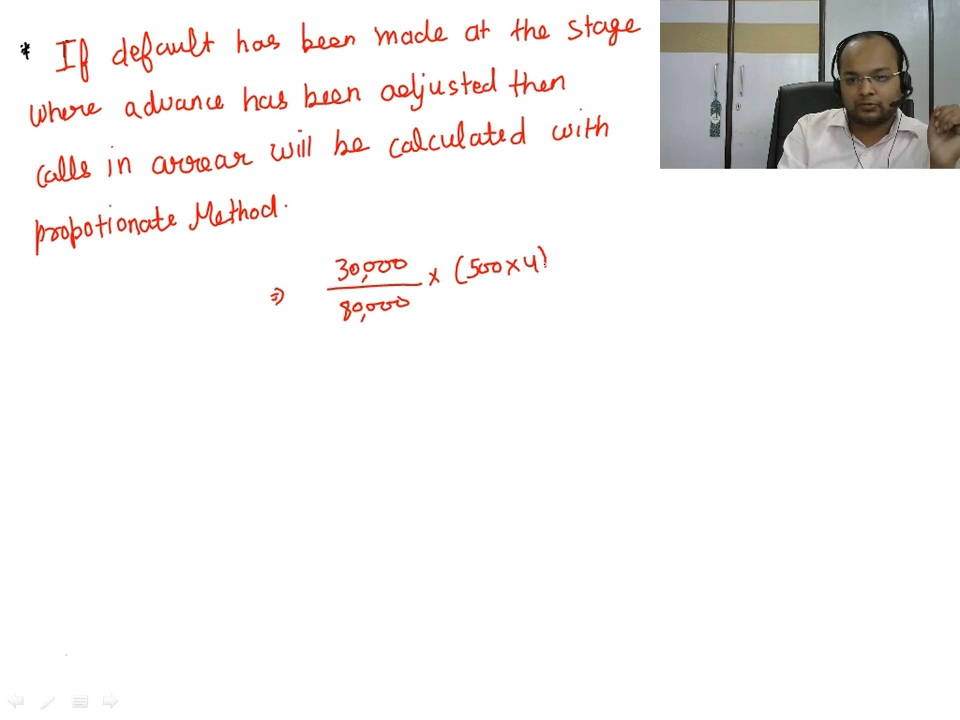 * If default has been made at the stage
where advance has been adjusted then
calls in arrear will be calculated with
propotionate Method.
⇒ 30,000 / 80,000 × (500×4)